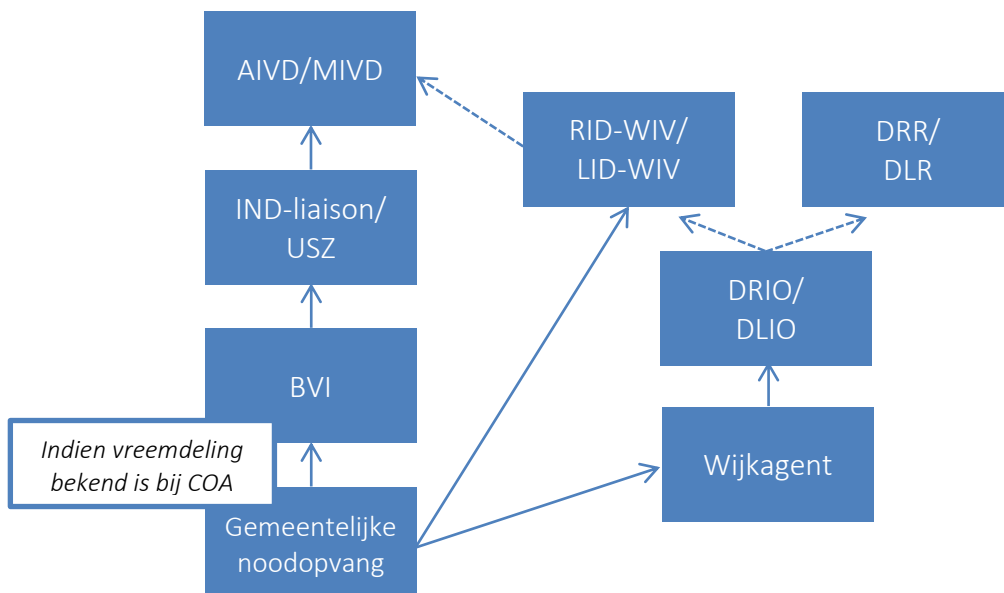 AIVD/MIVD
RID-WIV/
LID-WIV
DRR/
DLR
IND-liaison/
USZ
DRIO/
DLIO
BVI
Indien vreemdeling
bekend is bij COA
Wijkagent
Gemeentelijke
noodopvang